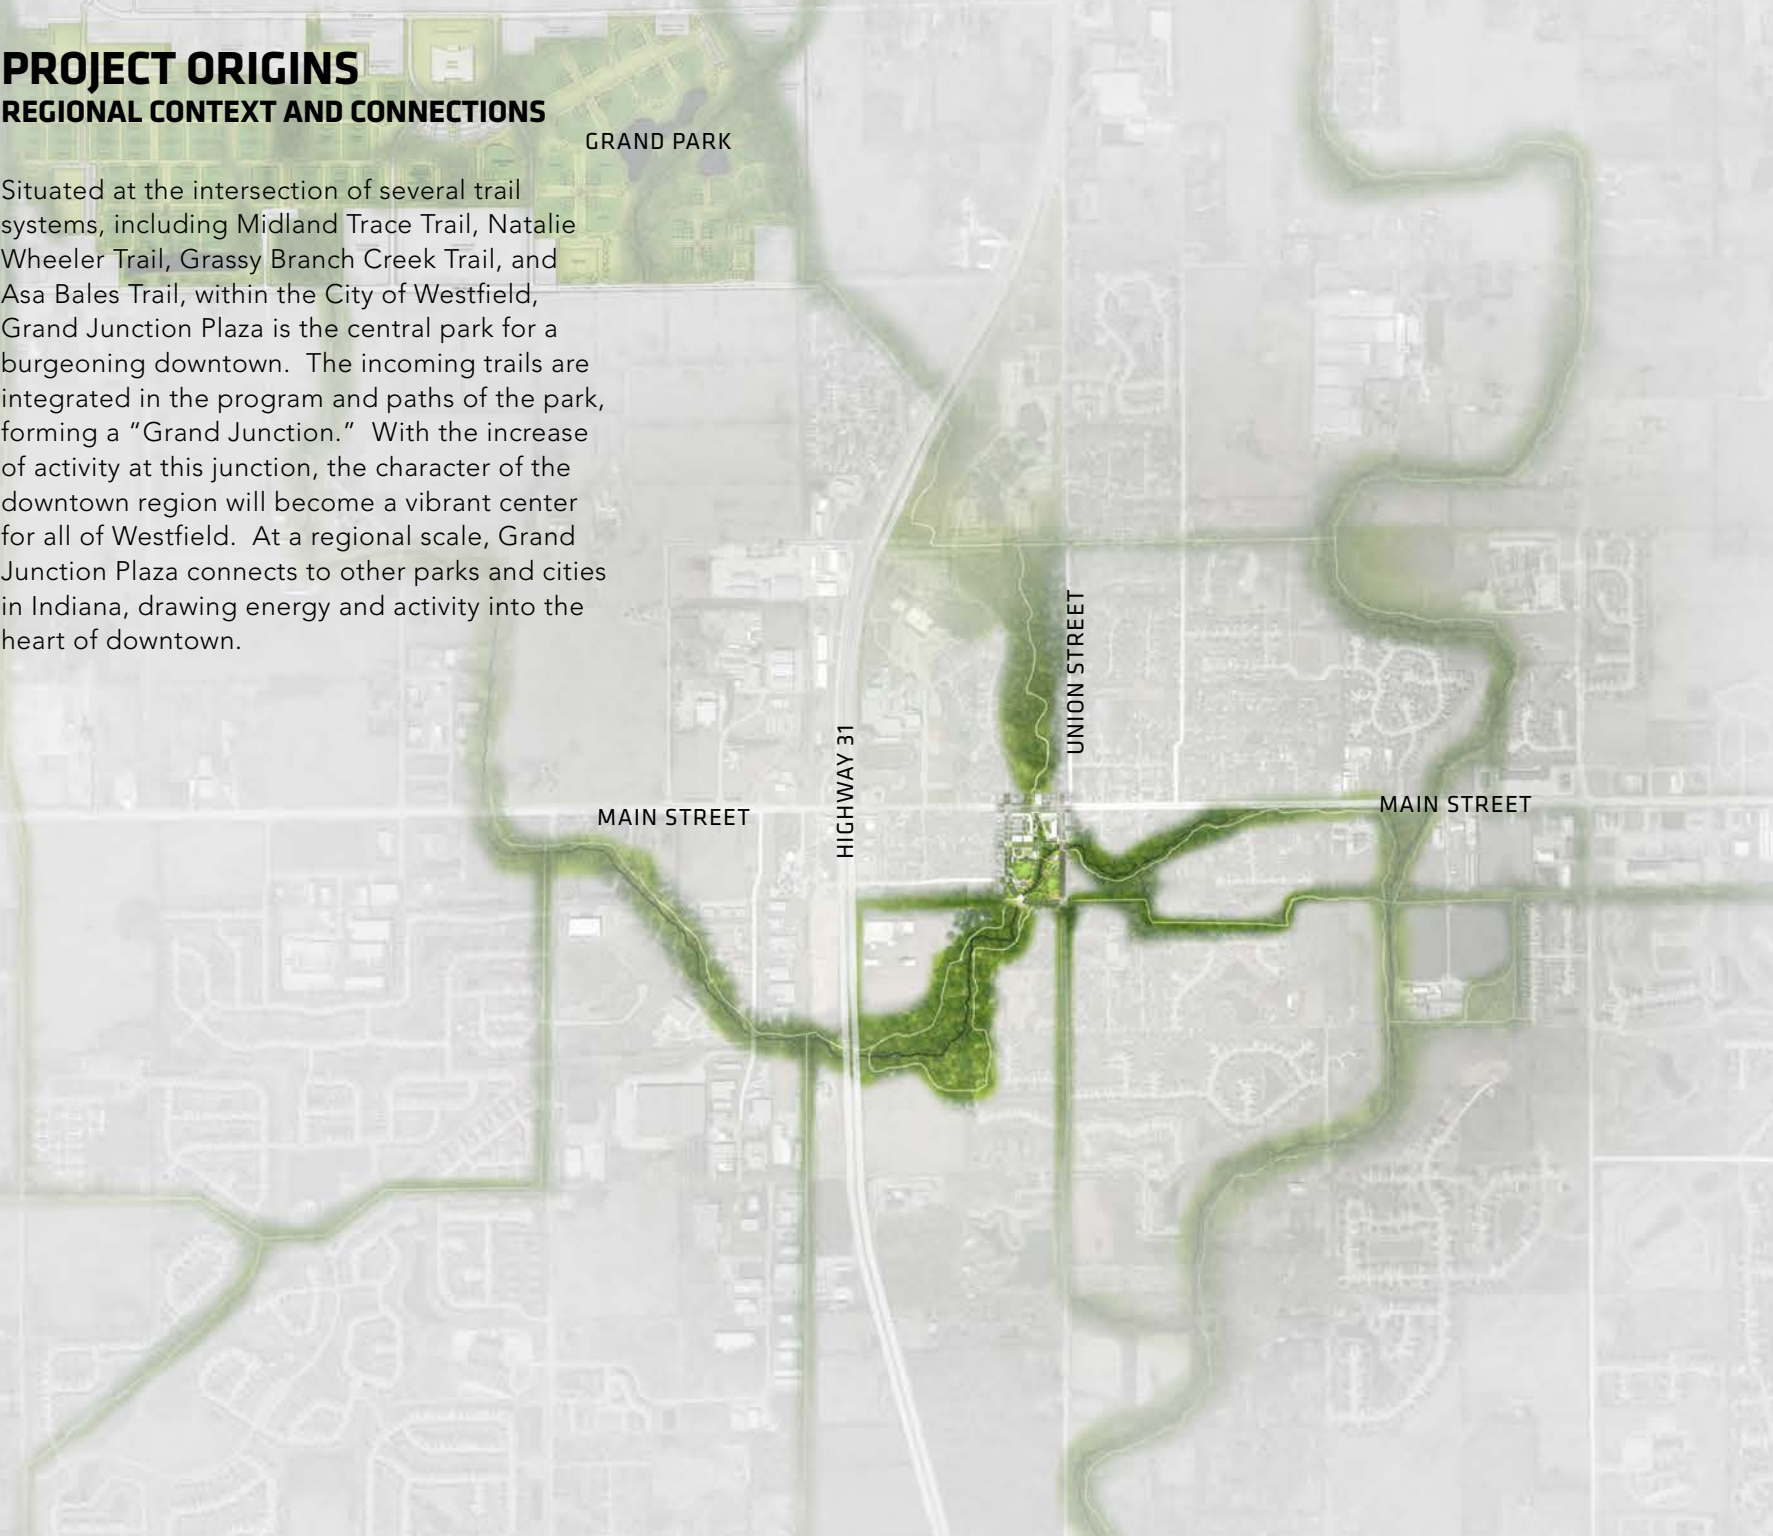 PROJECT ORIGINS
REGIONAL CONTEXT AND CONNECTIONS
GRAND PARK
Situated at the intersection of several trail
systems, including Midland Trace Trail, Natalie
Wheeler Trail, Grassy Branch Creek Trail, and
Asa Bales Trail, within the City of Westfield,
Grand Junction Plaza is the central park for a
burgeoning downtown.  The incoming trails are
integrated in the program and paths of the park,
forming a “Grand Junction.”  With the increase
of activity at this junction, the character of the
downtown region will become a vibrant center
for all of Westfield.  At a regional scale, Grand
Junction Plaza connects to other parks and cities
in Indiana, drawing energy and activity into the
heart of downtown.
UNION STREET
HIGHWAY 31
MAIN STREET
MAIN STREET